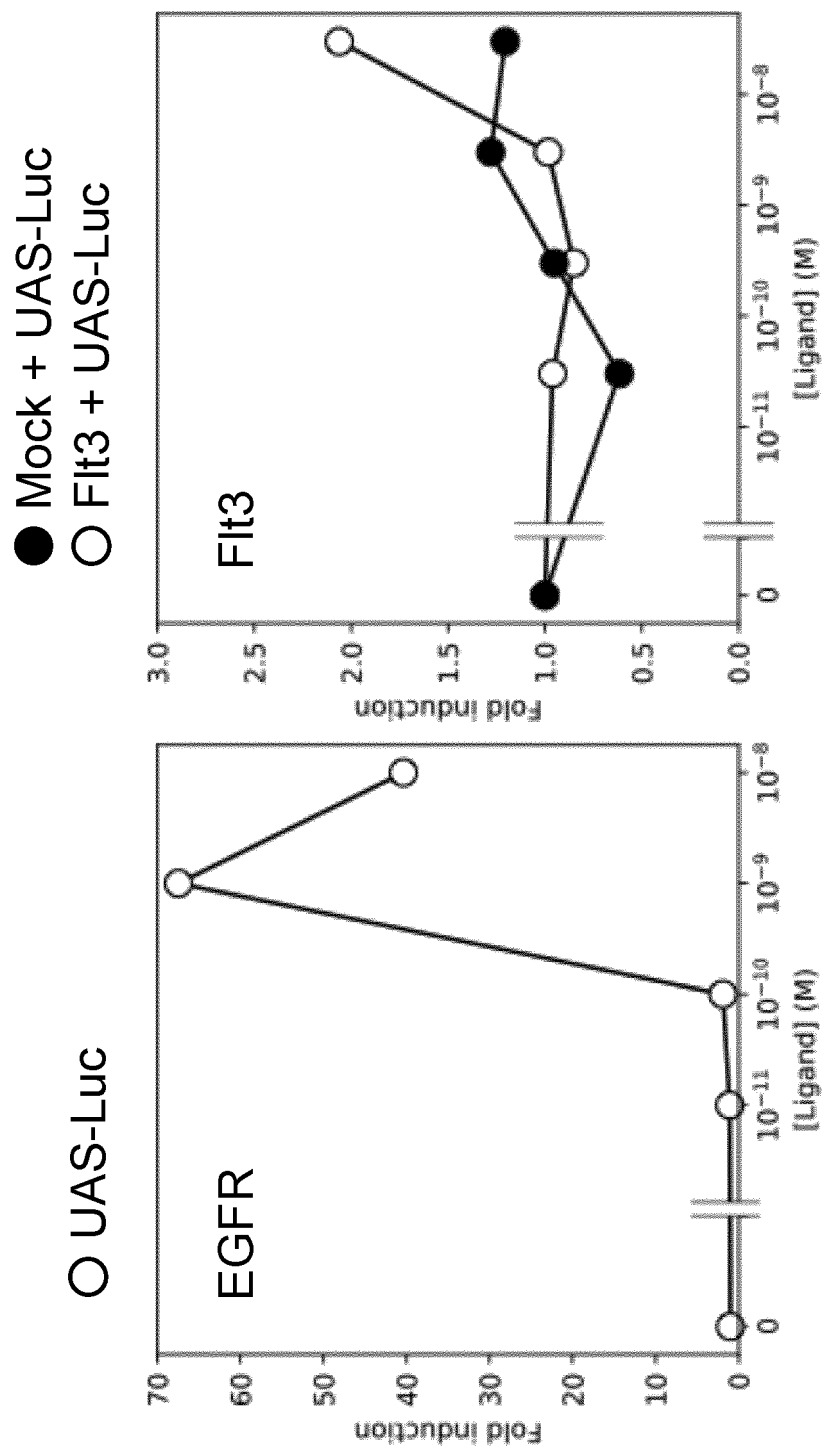 UAS-Luc
EGFR
Fold induction
70
60
50
40
30
20
10
0
0
10⁻¹¹
10⁻¹⁰
10⁻⁹
10⁻⁸
[Ligand] (M)
Mock + UAS-Luc
Flt3 + UAS-Luc
Flt3
Fold induction
3.0
2.5
2.0
1.5
1.0
0.5
0.0
0
10⁻¹¹
10⁻¹⁰
10⁻⁹
10⁻⁸
[Ligand] (M)